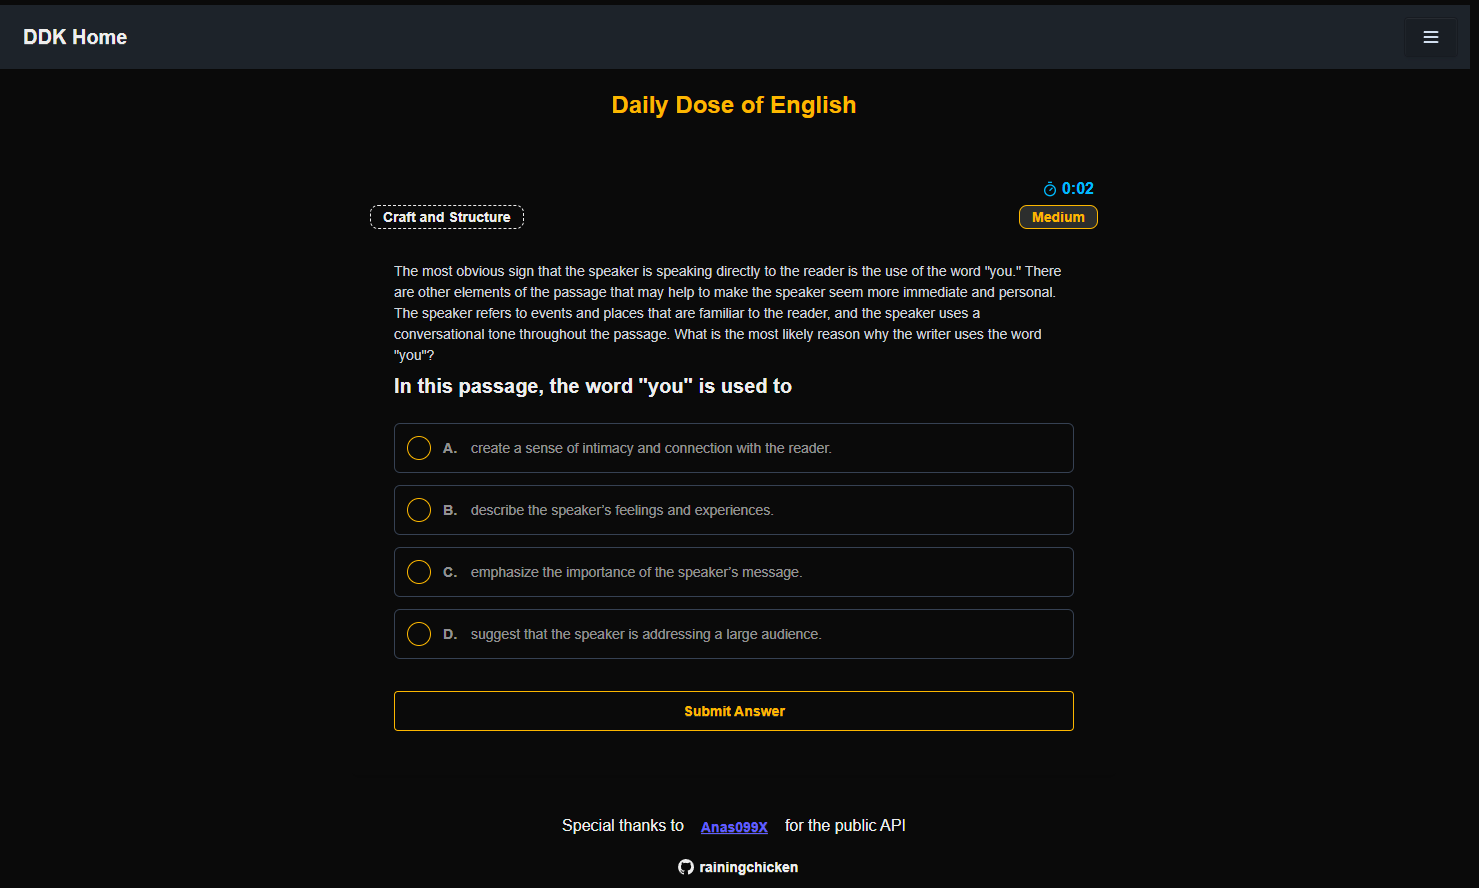 DDK Home
Daily Dose of English
0:02
Craft and Structure
Medium
The most obvious sign that the speaker is speaking directly to the reader is the use of the word "you." There
are other elements of the passage that may help to make the speaker seem more immediate and personal.
The speaker refers to events and places that are familiar to the reader, and the speaker uses a
conversational tone throughout the passage. What is the most likely reason why the writer uses the word
"you"?
In this passage, the word "you" is used to
A. create a sense of intimacy and connection with the reader.
B. describe the speaker's feelings and experiences.
C. emphasize the importance of the speaker's message.
D. suggest that the speaker is addressing a large audience.
Submit Answer
Special thanks to Anas099X for the public API
rainingchicken